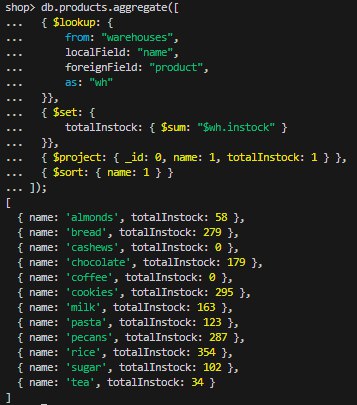 shop> db.products.aggregate([
...   { $lookup: {
...       from: "warehouses",
...       localField: "name",
...       foreignField: "product",
...       as: "wh"
...   }},
...   { $set: {
...       totalInstock: { $sum: "$wh.instock" }
...   }},
...   { $project: { _id: 0, name: 1, totalInstock: 1 } },
...   { $sort: { name: 1 } }
... ]);
[
  { name: 'almonds', totalInstock: 58 },
  { name: 'bread', totalInstock: 279 },
  { name: 'cashews', totalInstock: 0 },
  { name: 'chocolate', totalInstock: 179 },
  { name: 'coffee', totalInstock: 0 },
  { name: 'cookies', totalInstock: 295 },
  { name: 'milk', totalInstock: 163 },
  { name: 'pasta', totalInstock: 123 },
  { name: 'pecans', totalInstock: 287 },
  { name: 'rice', totalInstock: 354 },
  { name: 'sugar', totalInstock: 102 },
  { name: 'tea', totalInstock: 34 }
]